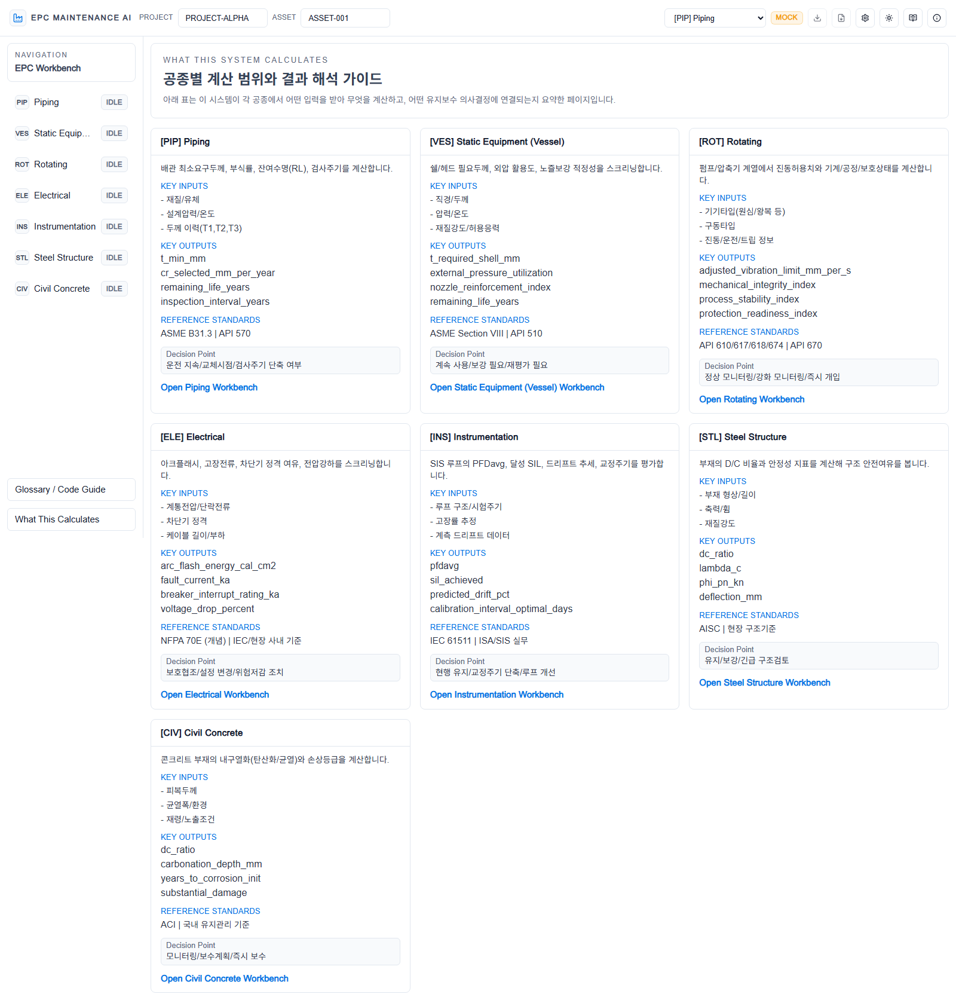 EPC MAINTENANCE AI PROJECT PROJECT-ALPHA ASSET ASSET-001 [PIP] Piping MOCK
NAVIGATION
EPC Workbench
PIP Piping IDLE
VES Static Equip... IDLE
ROT Rotating IDLE
ELE Electrical IDLE
INS Instrumentation IDLE
STL Steel Structure IDLE
CIV Civil Concrete IDLE
Glossary / Code Guide
What This Calculates
WHAT THIS SYSTEM CALCULATES
공종별 계산 범위와 결과 해석 가이드
아래 표는 이 시스템이 각 공종에서 어떤 입력을 받아 무엇을 계산하고, 어떤 유지보수 의사결정에 연결되는지 요약한 페이지입니다.
[PIP] Piping
배관 최소요구두께, 부식률, 잔여수명(RL), 검사주기를 계산합니다.
KEY INPUTS
- 재질/유체
- 설계압력/온도
- 두께 이력(T1,T2,T3)
KEY OUTPUTS
t_min_mm
cr_selected_mm_per_year
remaining_life_years
inspection_interval_years
REFERENCE STANDARDS
ASME B31.3 | API 570
Decision Point
운전 지속/교체시점/검사주기 단축 여부
Open Piping Workbench
[VES] Static Equipment (Vessel)
쉘/헤드 필요두께, 외압 활용도, 노즐보강 적정성을 스크리닝합니다.
KEY INPUTS
- 직경/두께
- 압력/온도
- 재질강도/허용응력
KEY OUTPUTS
t_required_shell_mm
external_pressure_utilization
nozzle_reinforcement_index
remaining_life_years
REFERENCE STANDARDS
ASME Section VIII | API 510
Decision Point
계속 사용/보강 필요/재평가 필요
Open Static Equipment (Vessel) Workbench
[ROT] Rotating
펌프/압축기 계열에서 진동허용치와 기계/공정/보호상태를 계산합니
다.
KEY INPUTS
- 기기타입(원심/왕복 등)
- 구동타입
- 진동/운전/트립 정보
KEY OUTPUTS
adjusted_vibration_limit_mm_per_s
mechanical_integrity_index
process_stability_index
protection_readiness_index
REFERENCE STANDARDS
API 610/617/618/674 | API 670
Decision Point
정상 모니터링/강화 모니터링/즉시 개입
Open Rotating Workbench
[ELE] Electrical
아크플래시, 고장전류, 차단기 정격 여유, 전압강하를 스크리닝합니
다.
KEY INPUTS
- 계통전압/단락전류
- 차단기 정격
- 케이블 길이/부하
KEY OUTPUTS
arc_flash_energy_cal_cm2
fault_current_ka
breaker_interrupt_rating_ka
voltage_drop_percent
REFERENCE STANDARDS
NFPA 70E (개념) | IEC/현장 사내 기준
Decision Point
보호협조/설정 변경/위험저감 조치
Open Electrical Workbench
[INS] Instrumentation
SIS 루프의 PFDavg, 달성 SIL, 드리프트 추세, 교정주기를 평가합
니다.
KEY INPUTS
- 루프 구조/시험주기
- 고장률 추정
- 계측 드리프트 데이터
KEY OUTPUTS
pfdavg
sil_achieved
predicted_drift_pct
calibration_interval_optimal_days
REFERENCE STANDARDS
IEC 61511 | ISA/SIS 실무
Decision Point
현행 유지/교정주기 단축/루프 개선
Open Instrumentation Workbench
[STL] Steel Structure
부재의 D/C 비율과 안정성 지표를 계산해 구조 안전여유를 봅니다.
KEY INPUTS
- 부재 형상/길이
- 축력/휨
- 재질강도
KEY OUTPUTS
dc_ratio
lambda_c
phi_pn_kn
deflection_mm
REFERENCE STANDARDS
AISC | 현장 구조기준
Decision Point
유지/보강/긴급 구조검토
Open Steel Structure Workbench
[CIV] Civil Concrete
콘크리트 부재의 내구열화(탄산화/균열)와 손상등급을 계산합니다.
KEY INPUTS
- 피복두께
- 균열폭/환경
- 재령/노출조건
KEY OUTPUTS
dc_ratio
carbonation_depth_mm
years_to_corrosion_init
substantial_damage
REFERENCE STANDARDS
ACI | 국내 유지관리 기준
Decision Point
모니터링/보수계획/즉시 보수
Open Civil Concrete Workbench